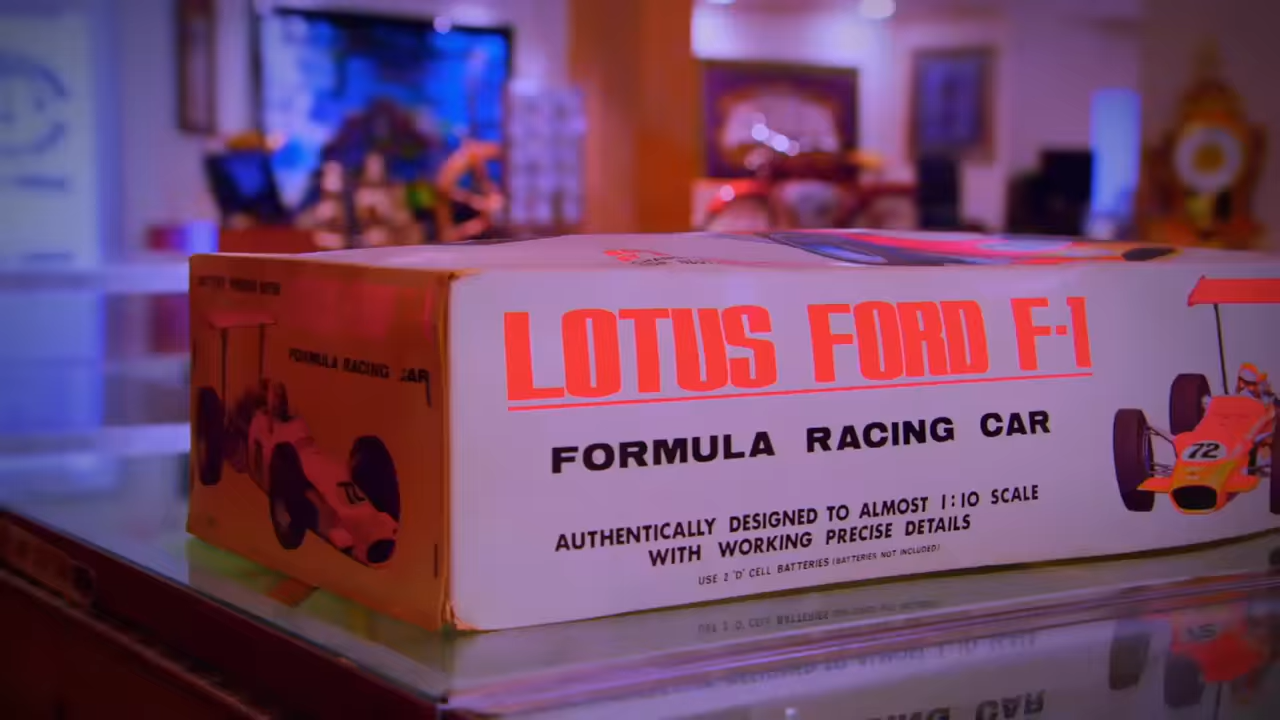 FORMULA RACING CAR
72
LOTUS FORD F-1
FORMULA RACING CAR
AUTHENTICALLY DESIGNED TO ALMOST 1:10 SCALE
WITH WORKING PRECISE DETAILS
USE 2 "D" CELL BATTERIES (BATTERIES NOT INCLUDED)
72